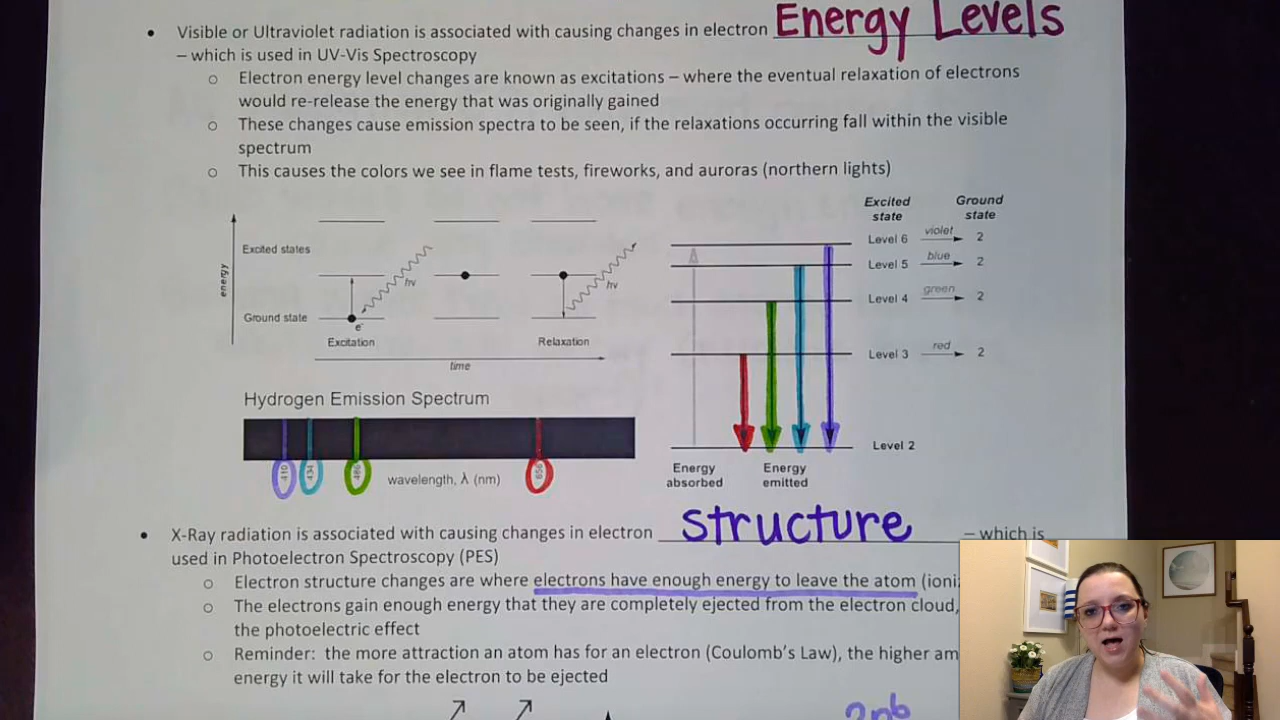 • Visible or Ultraviolet radiation is associated with causing changes in electron Energy Levels
– which is used in UV-Vis Spectroscopy
o Electron energy level changes are known as excitations – where the eventual relaxation of electrons
would re-release the energy that was originally gained
o These changes cause emission spectra to be seen, if the relaxations occurring fall within the visible
spectrum
o This causes the colors we see in flame tests, fireworks, and auroras (northern lights)
energy
Excited states
Ground state
hv
e-
Excitation
hv
Relaxation
time
Excited state
Ground state
Level 6 violet 2
Level 5 blue 2
Level 4 green 2
Level 3 red 2
Level 2
Energy absorbed
Energy emitted
Hydrogen Emission Spectrum
410 434 486 656
wavelength, λ (nm)
• X-Ray radiation is associated with causing changes in electron structure – which is
used in Photoelectron Spectroscopy (PES)
o Electron structure changes are where electrons have enough energy to leave the atom (ioni
o The electrons gain enough energy that they are completely ejected from the electron cloud,
the photoelectric effect
o Reminder: the more attraction an atom has for an electron (Coulomb's Law), the higher am
energy it will take for the electron to be ejected